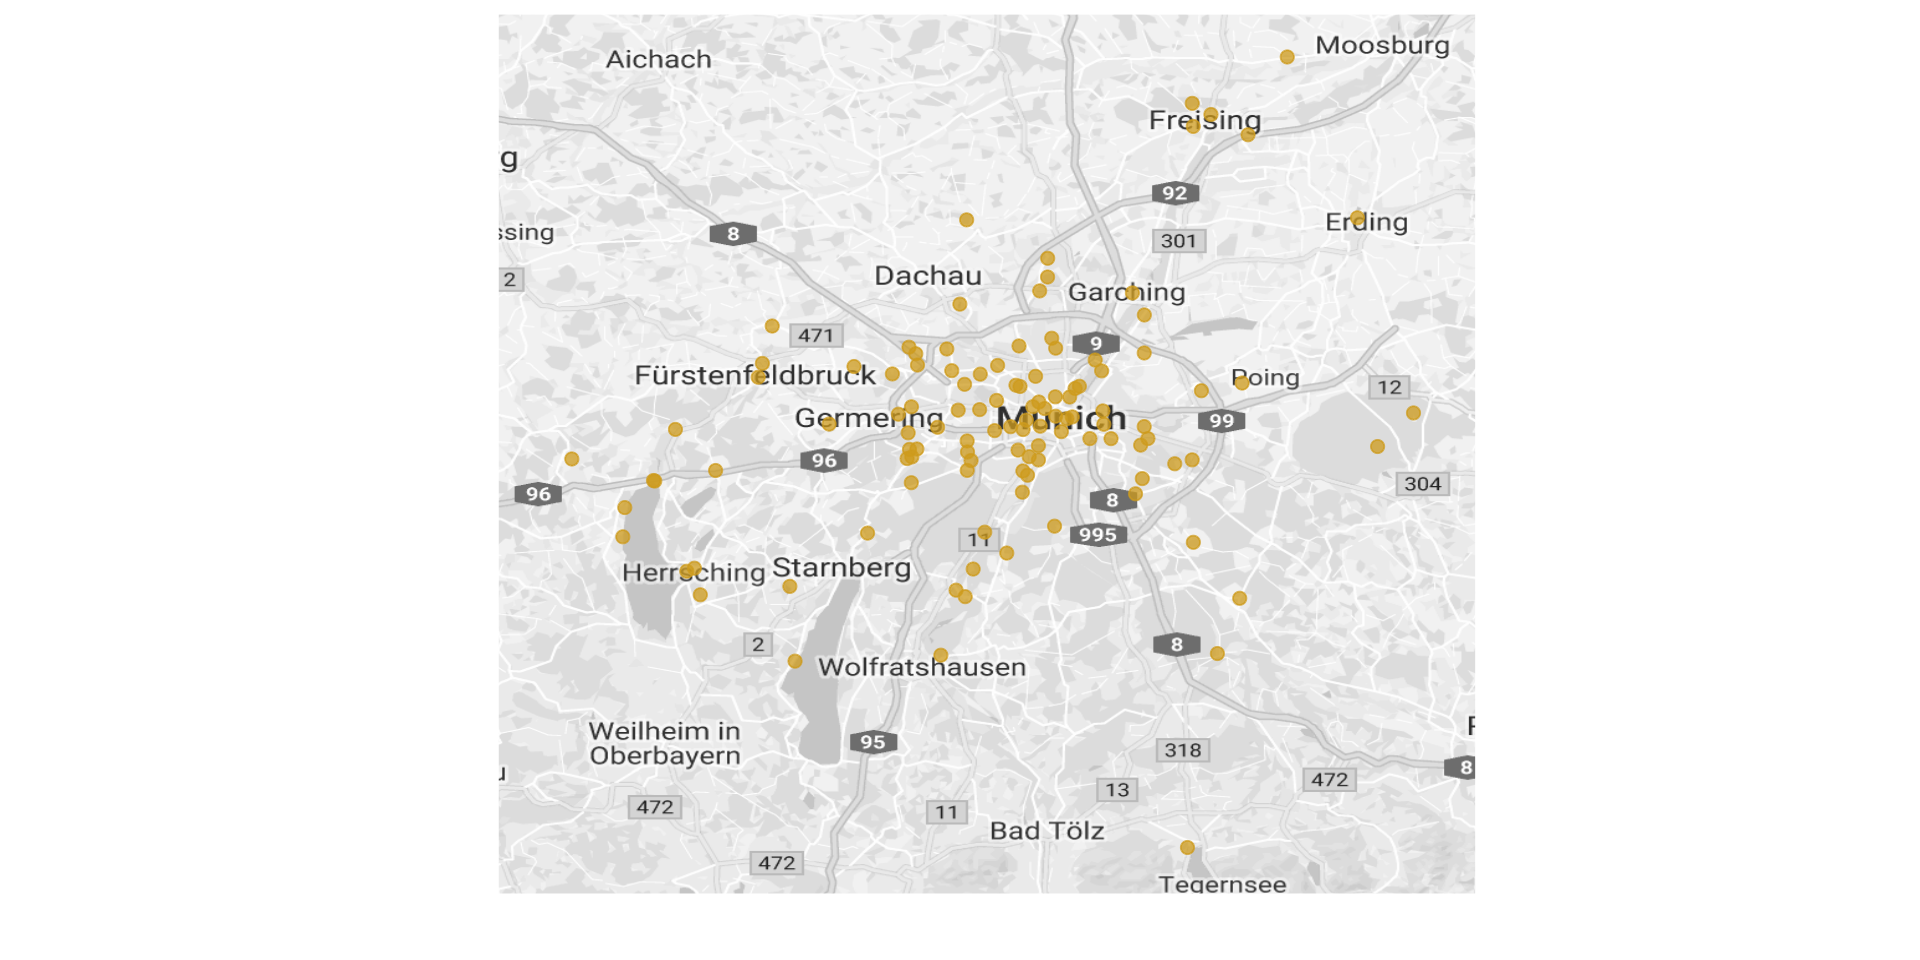 Moosburg
Aichach
Freising
g
92
Erding
ssing
8
301
Dachau
2
Garching
471
9
Fürstenfeldbruck
Poing
12
Germering
Munich
99
96
304
96
8
11
995
Herrsching
Starnberg
2
8
Wolfratshausen
Weilheim in
Oberbayern
95
318
8
472
13
472
11
Bad Tölz
472
Tegernsee